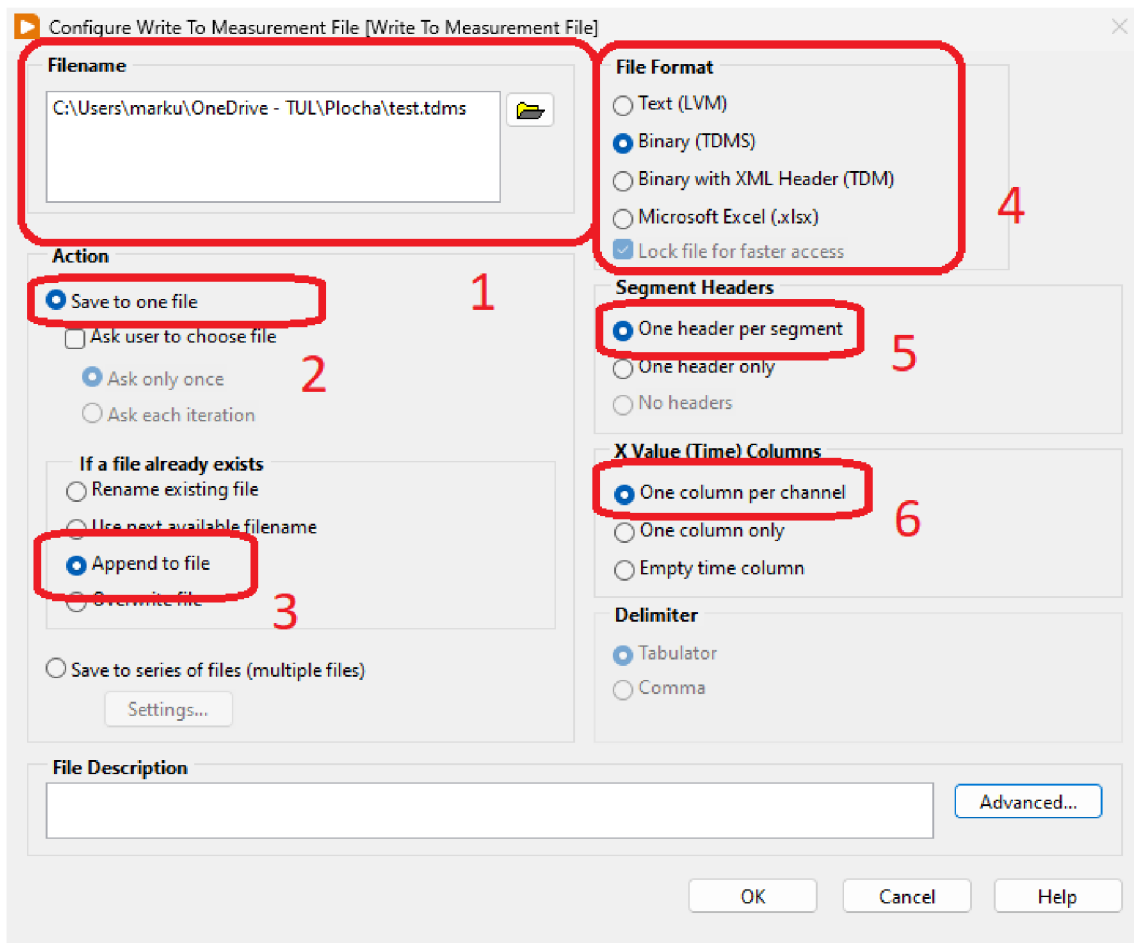 Configure Write To Measurement File [Write To Measurement File]
Filename
C:\Users\marku\OneDrive - TUL\Plocha\test.tdms
1
Action
Save to one file
Ask user to choose file
Ask only once
Ask each iteration
2
If a file already exists
Rename existing file
Use next available filename
Append to file
Overwrite file
3
Save to series of files (multiple files)
Settings...
File Format
Text (LVM)
Binary (TDMS)
Binary with XML Header (TDM)
Microsoft Excel (.xlsx)
Lock file for faster access
4
Segment Headers
One header per segment
One header only
No headers
5
X Value (Time) Columns
One column per channel
One column only
Empty time column
6
Delimiter
Tabulator
Comma
File Description
Advanced...
OK
Cancel
Help